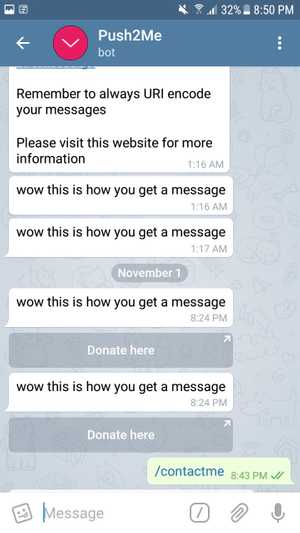 32% 8:50 PM
Push2Me
bot
Remember to always URI encode
your messages
Please visit this website for more
information
1:16 AM
wow this is how you get a message
1:16 AM
wow this is how you get a message
1:17 AM
November 1
wow this is how you get a message
8:24 PM
Donate here
wow this is how you get a message
8:24 PM
Donate here
/contactme 8:43 PM
Message